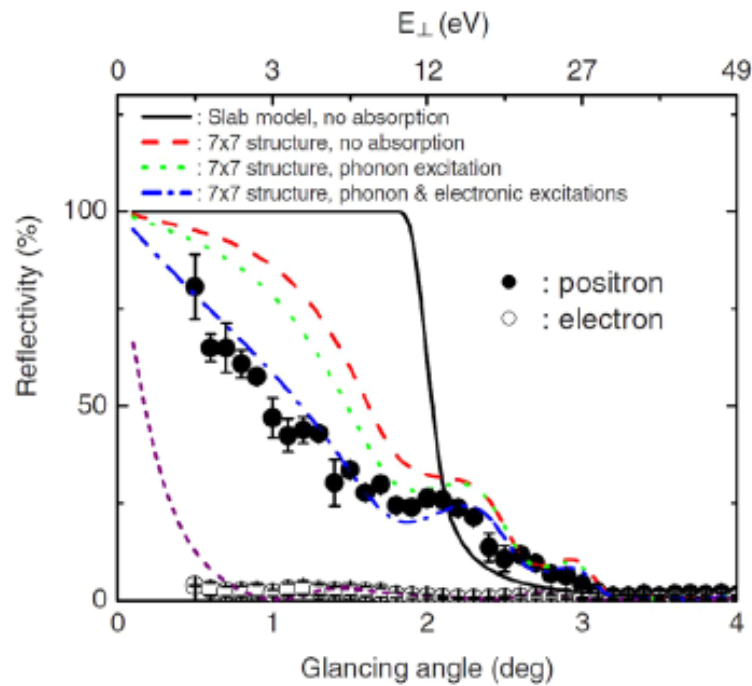 E⊥ (eV)
0 3 12 27 49
: Slab model, no absorption
: 7x7 structure, no absorption
: 7x7 structure, phonon excitation
: 7x7 structure, phonon & electronic excitations
100
: positron
: electron
Reflectivity (%)
50
0
0 1 2 3 4
Glancing angle (deg)